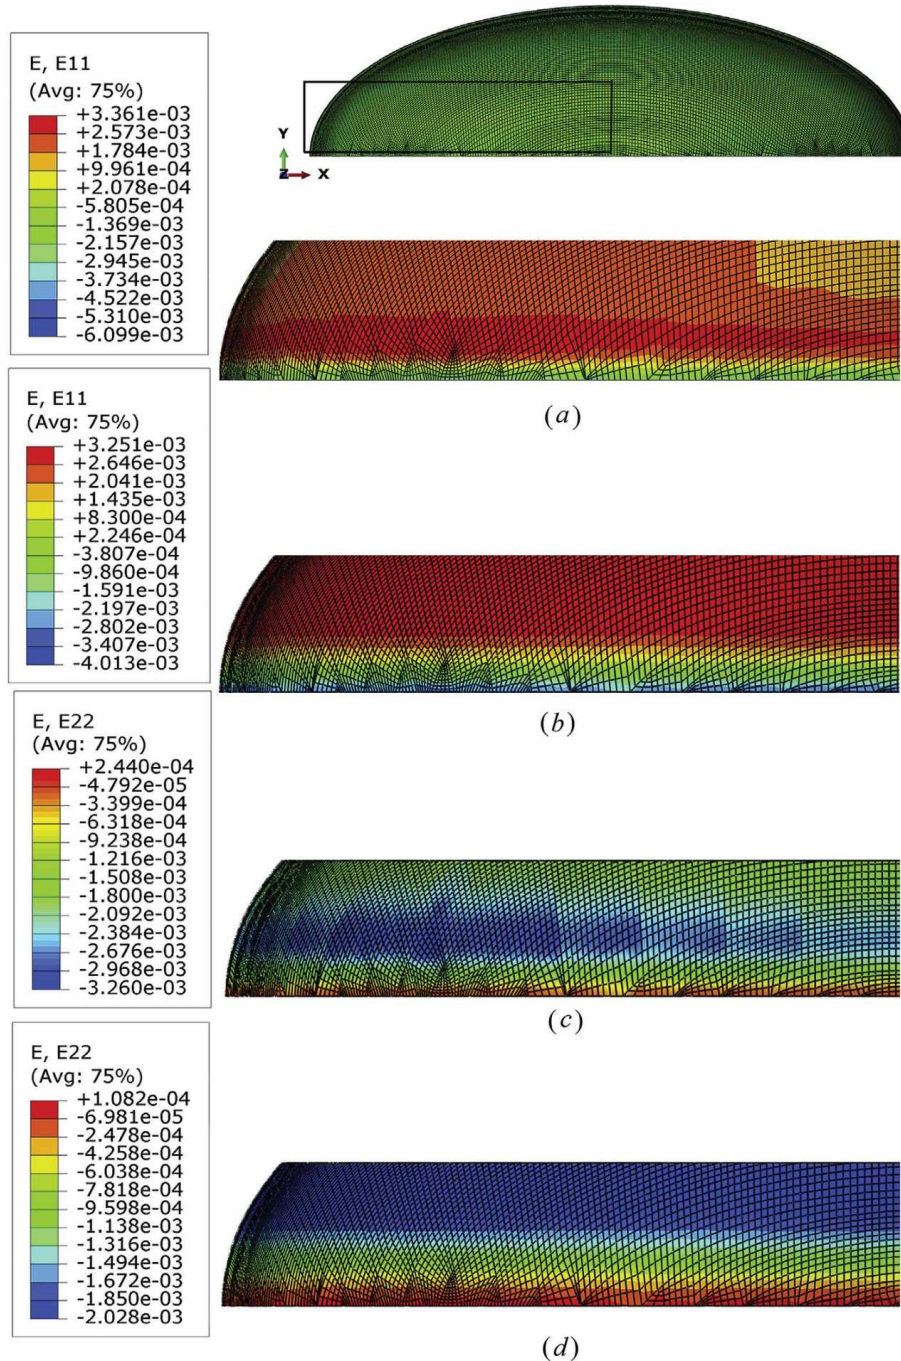 E, E11
(Avg: 75%)
+3.361e-03
+2.573e-03
+1.784e-03
+9.961e-04
+2.078e-04
-5.805e-04
-1.369e-03
-2.157e-03
-2.945e-03
-3.734e-03
-4.522e-03
-5.310e-03
-6.099e-03
Y
Z X
(a)
E, E11
(Avg: 75%)
+3.251e-03
+2.646e-03
+2.041e-03
+1.435e-03
+8.300e-04
+2.246e-04
-3.807e-04
-9.860e-04
-1.591e-03
-2.197e-03
-2.802e-03
-3.407e-03
-4.013e-03
(b)
E, E22
(Avg: 75%)
+2.440e-04
-4.792e-05
-3.399e-04
-6.318e-04
-9.238e-04
-1.216e-03
-1.508e-03
-1.800e-03
-2.092e-03
-2.384e-03
-2.676e-03
-2.968e-03
-3.260e-03
(c)
E, E22
(Avg: 75%)
+1.082e-04
-6.981e-05
-2.478e-04
-4.258e-04
-6.038e-04
-7.818e-04
-9.598e-04
-1.138e-03
-1.316e-03
-1.494e-03
-1.672e-03
-1.850e-03
-2.028e-03
(d)